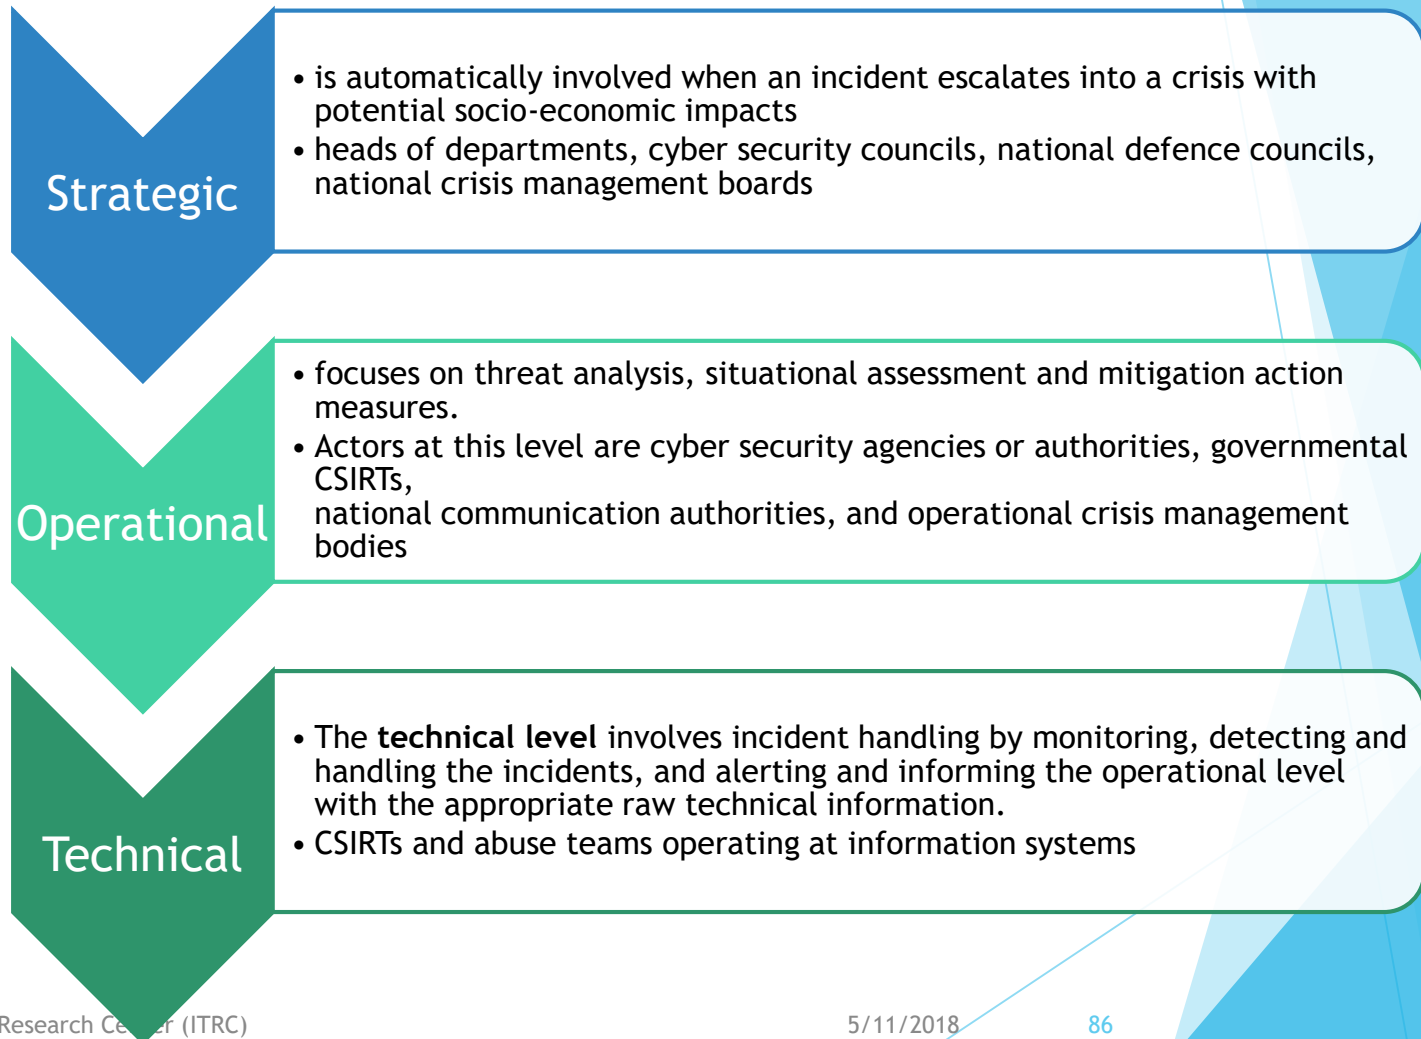 Strategic
• is automatically involved when an incident escalates into a crisis with
potential socio-economic impacts
• heads of departments, cyber security councils, national defence councils,
national crisis management boards
Operational
• focuses on threat analysis, situational assessment and mitigation action
measures.
• Actors at this level are cyber security agencies or authorities, governmental
CSIRTs,
national communication authorities, and operational crisis management
bodies
Technical
• The technical level involves incident handling by monitoring, detecting and
handling the incidents, and alerting and informing the operational level
with the appropriate raw technical information.
• CSIRTs and abuse teams operating at information systems
Research (ITRC)
5/11/2018
86